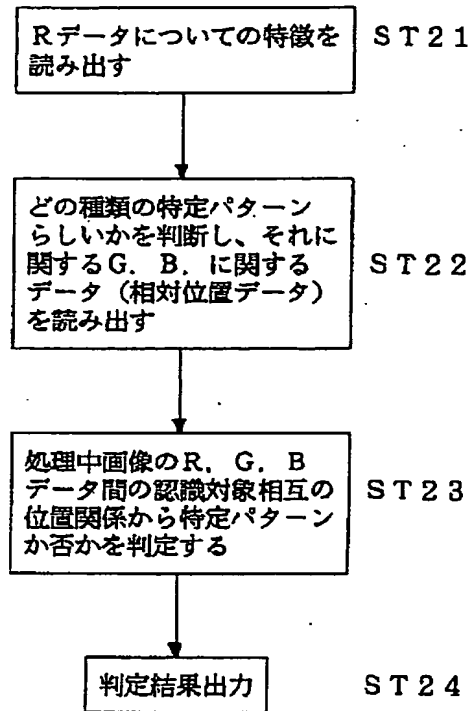 Rデータについての特徴を ST21
読み出す
どの種類の特定パターン
らしいかを判断し、それに
関するG．B．に関する ST22
データ（相対位置データ）
を読み出す
処理中画像のR，G，B
データ間の認識対象相互の ST23
位置関係から特定パターン
か否かを判定する
判定結果出力 ST24